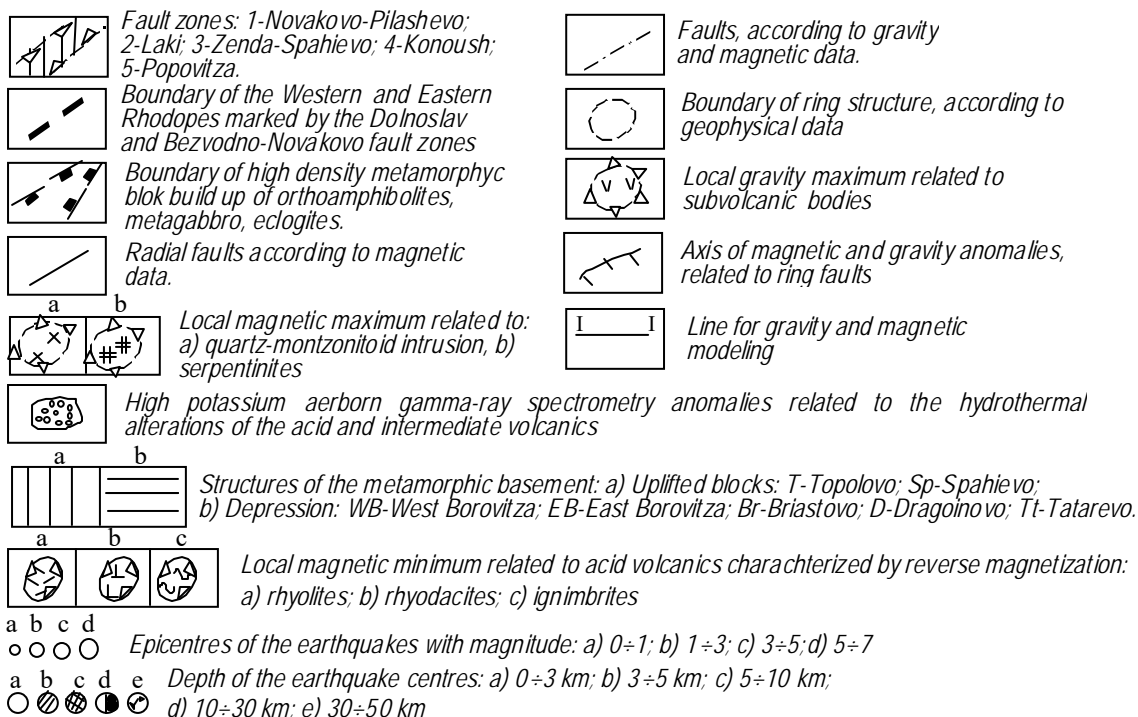 Fault zones: 1-Novakovo-Pilashevo;
2-Laki; 3-Zenda-Spahievo; 4-Konoush;
5-Popovitza.
Boundary of the Western and Eastern
Rhodopes marked by the Dolnoslav
and Bezvodno-Novakovo fault zones
Boundary of high density metamorphyc
blok build up of orthoamphibolites,
metagabbro, eclogites.
Radial faults according to magnetic
data.
a b
Local magnetic maximum related to:
a) quartz-montzonitoid intrusion, b)
serpentinites
Faults, according to gravity
and magnetic data.
Boundary of ring structure, according to
geophysical data
Local gravity maximum related to
subvolcanic bodies
V V
Axis of magnetic and gravity anomalies,
related to ring faults
I I
Line for gravity and magnetic
modeling
High potassium aerborn gamma-ray spectrometry anomalies related to the hydrothermal
alterations of the acid and intermediate volcanics
a b
Structures of the metamorphic basement: a) Uplifted blocks: T-Topolovo; Sp-Spahievo;
b) Depression: WB-West Borovitza; EB-East Borovitza; Br-Briastovo; D-Dragoinovo; Tt-Tatarevo.
a b c
Local magnetic minimum related to acid volcanics charachterized by reverse magnetization:
a) rhyolites; b) rhyodacites; c) ignimbrites
a b c d
Epicentres of the earthquakes with magnitude: a) 0÷1; b) 1÷3; c) 3÷5; d) 5÷7
a b c d e
Depth of the earthquake centres: a) 0÷3 km; b) 3÷5 km; c) 5÷10 km;
d) 10÷30 km; e) 30÷50 km